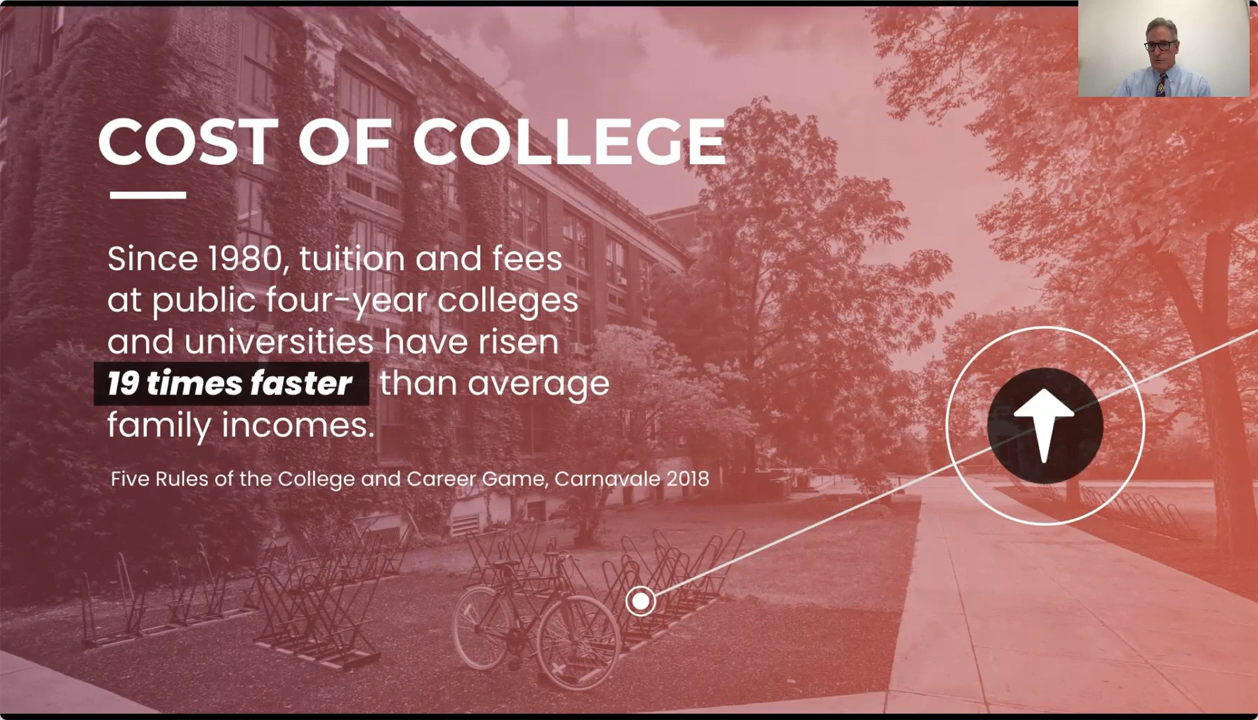 COST OF COLLEGE
Since 1980, tuition and fees
at public four-year colleges
and universities have risen
19 times faster than average
family incomes.
Five Rules of the College and Career Game, Carnavale 2018